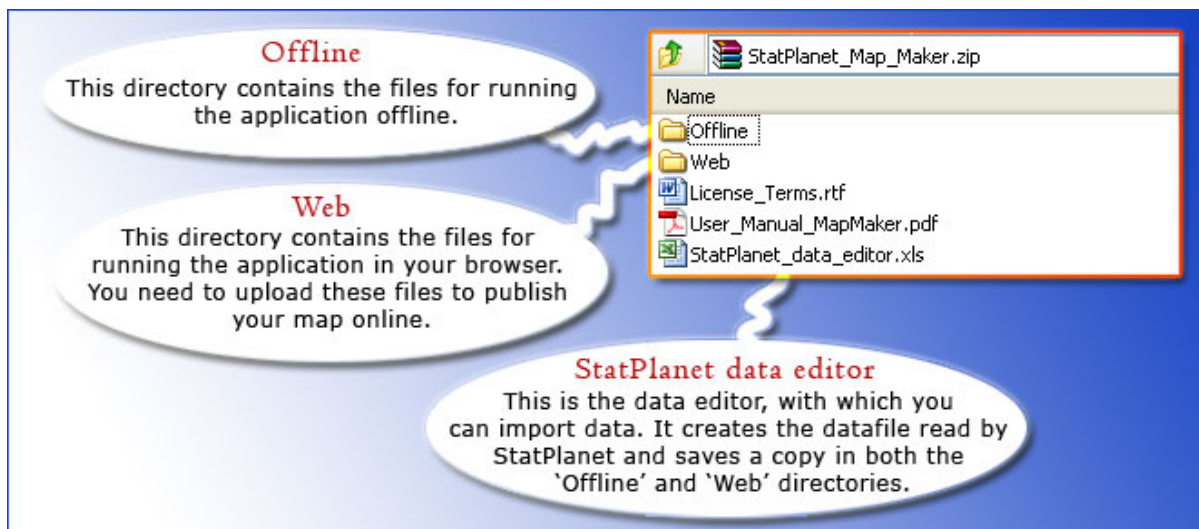 Offline
This directory contains the files for running
the application offline.
Web
This directory contains the files for
running the application in your browser.
You need to upload these files to publish
your map online.
StatPlanet_Map_Maker.zip
Name
Offline
Web
License_Terms.rtf
User_Manual_MapMaker.pdf
StatPlanet_data_editor.xls
StatPlanet data editor
This is the data editor, with which you
can import data. It creates the datafile read by
StatPlanet and saves a copy in both the
‘Offline’ and ‘Web’ directories.